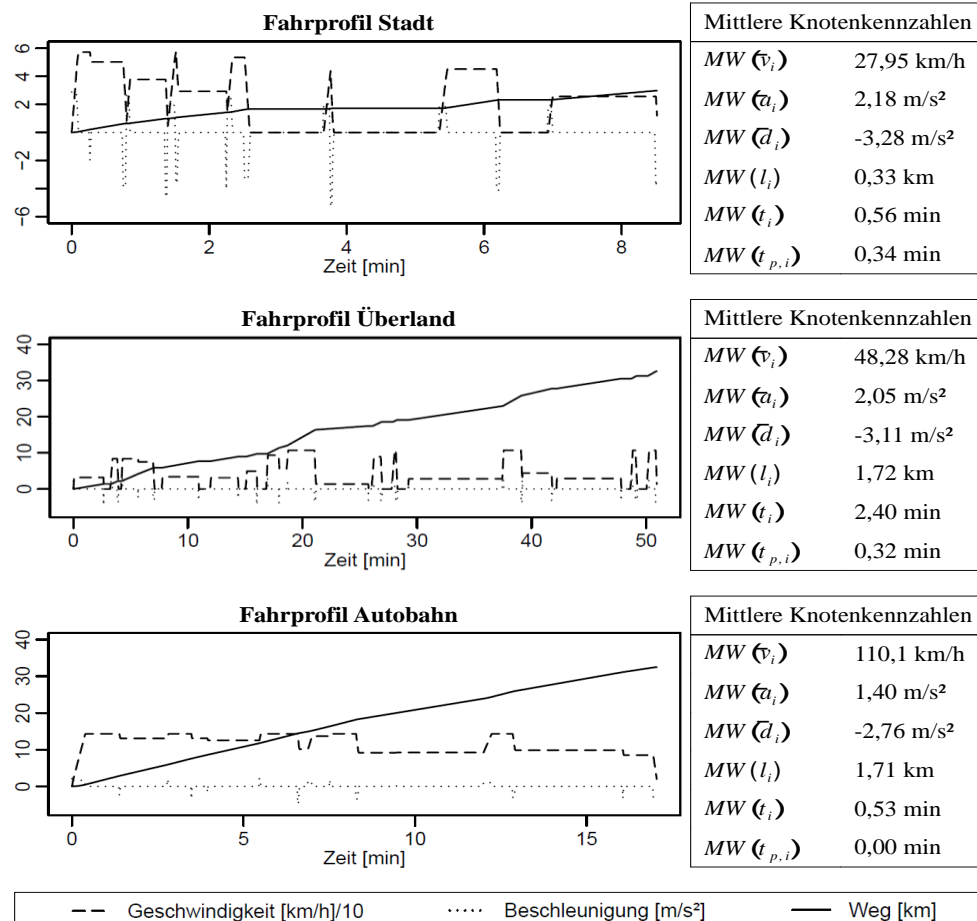 Fahrprofil Stadt
6
4
2
-2
-6
0
2
4
6
8
Zeit [min]
Mittlere Knotenkennzahlen
MW(v̄ᵢ) 27,95 km/h
MW(āᵢ) 2,18 m/s²
MW(d̄ᵢ) -3,28 m/s²
MW(lᵢ) 0,33 km
MW(tᵢ) 0,56 min
MW(t_{p,i}) 0,34 min
Fahrprofil Überland
40
30
20
10
0
0
10
20
30
40
50
Zeit [min]
Mittlere Knotenkennzahlen
MW(v̄ᵢ) 48,28 km/h
MW(āᵢ) 2,05 m/s²
MW(d̄ᵢ) -3,11 m/s²
MW(lᵢ) 1,72 km
MW(tᵢ) 2,40 min
MW(t_{p,i}) 0,32 min
Fahrprofil Autobahn
40
30
20
10
0
0
5
10
15
Zeit [min]
Mittlere Knotenkennzahlen
MW(v̄ᵢ) 110,1 km/h
MW(āᵢ) 1,40 m/s²
MW(d̄ᵢ) -2,76 m/s²
MW(lᵢ) 1,71 km
MW(tᵢ) 0,53 min
MW(t_{p,i}) 0,00 min
Geschwindigkeit [km/h]/10 Beschleunigung [m/s²] Weg [km]